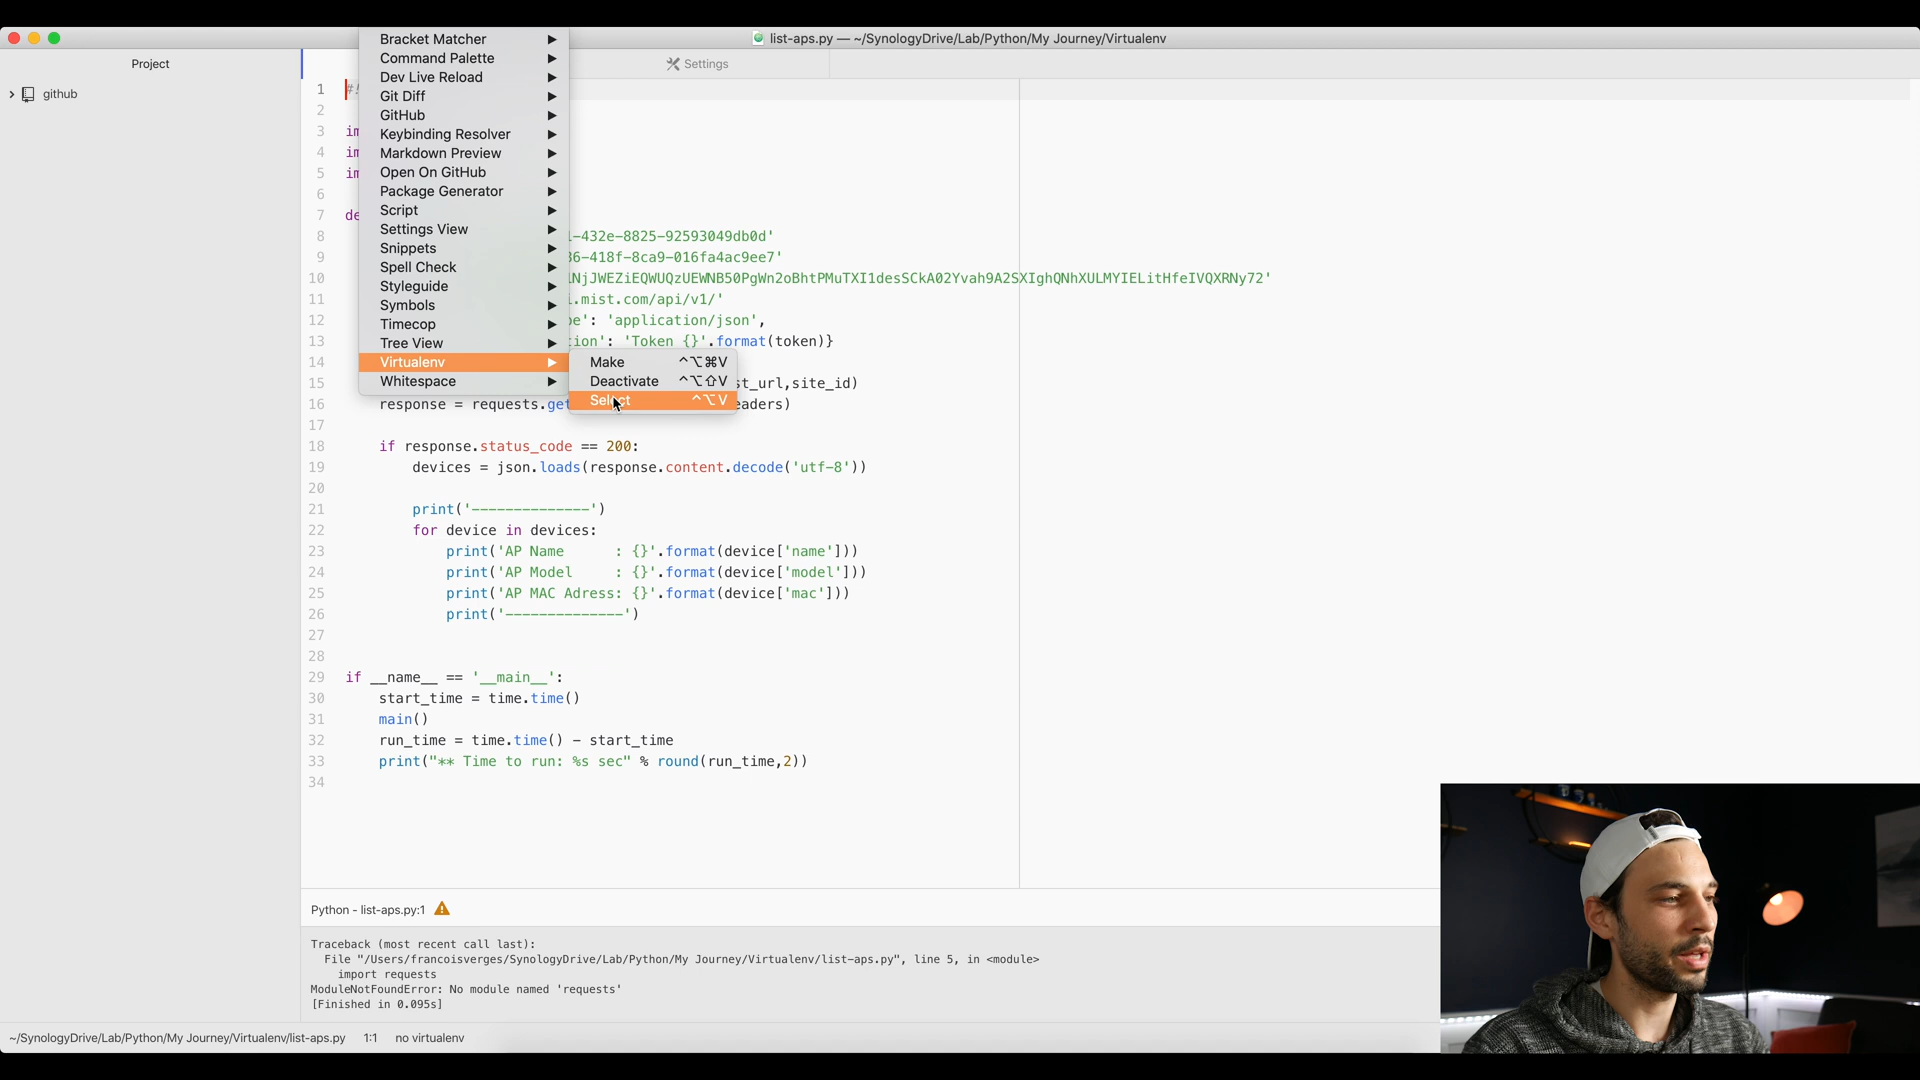 list-aps.py — ~/SynologyDrive/Lab/Python/My Journey/Virtualenv
Project
Settings
github
Bracket Matcher
Command Palette
Dev Live Reload
Git Diff
GitHub
Keybinding Resolver
Markdown Preview
Open On GitHub
Package Generator
Script
Settings View
Snippets
Spell Check
Styleguide
Symbols
Timecop
Tree View
Virtualenv
Whitespace
Make ^⌥⌘V
Deactivate ^⌥⇧V
Select ^⌥V
1 #!
2
3 im
4 im
5 im
6
7 de
8 1-432e-8825-92593049db0d'
9 36-418f-8ca9-016fa4ac9ee7'
10 NjJWEZiEQWUQzUEWNB50PgWn2oBhtPMuTXI1desSCkA02Yvah9A2SXIghQNhXULMYIELitHfeIVQXRNy72'
11 i.mist.com/api/v1/'
12 pe': 'application/json',
13 tion': 'Token {}'.format(token)}
14
15 st_url,site_id)
16 response = requests.get eaders)
17
18 if response.status_code == 200:
19 devices = json.loads(response.content.decode('utf-8'))
20
21 print('--------------')
22 for device in devices:
23 print('AP Name      : {}'.format(device['name']))
24 print('AP Model     : {}'.format(device['model']))
25 print('AP MAC Adress: {}'.format(device['mac']))
26 print('--------------')
27
28
29 if __name__ == '__main__':
30 start_time = time.time()
31 main()
32 run_time = time.time() - start_time
33 print("** Time to run: %s sec" % round(run_time,2))
34
Python - list-aps.py:1
Traceback (most recent call last):
File "/Users/francoisverges/SynologyDrive/Lab/Python/My Journey/Virtualenv/list-aps.py", line 5, in <module>
import requests
ModuleNotFoundError: No module named 'requests'
[Finished in 0.095s]
~/SynologyDrive/Lab/Python/My Journey/Virtualenv/list-aps.py 1:1 no virtualenv